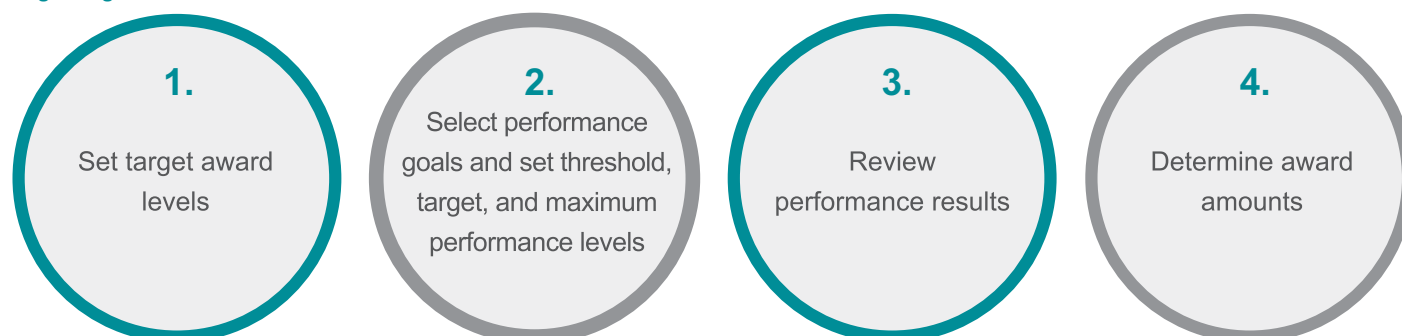 1.
Set target award
levels
2.
Select performance
goals and set threshold,
target, and maximum
performance levels
3.
Review
performance results
4.
Determine award
amounts